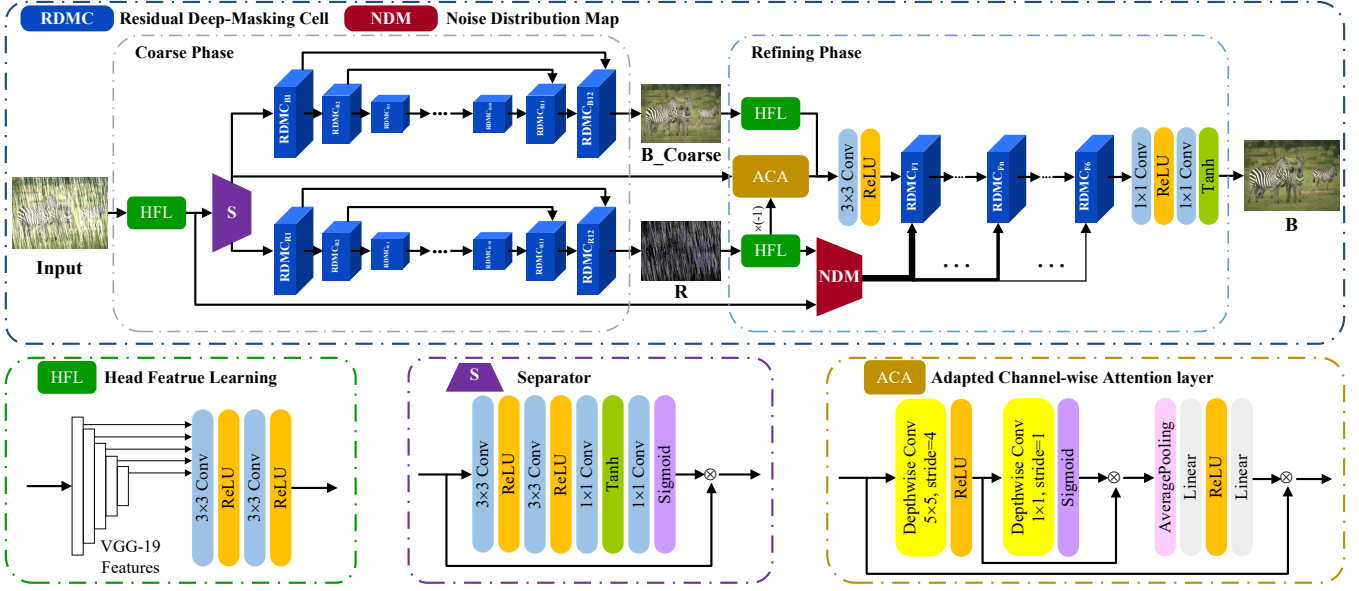 RDMC Residual Deep-Masking Cell NDM Noise Distribution Map
Coarse Phase
Refining Phase
RDMC_B1
RDMC_B2
...
RDMC_B11
RDMC_B12
B_Coarse
HFL
3×3 Conv
ReLU
RDMC_F1
...
RDMC_Fn
...
RDMC_F6
1×1 Conv
ReLU
1×1 Conv
Tanh
B
ACA
×(-1)
Input
HFL
S
RDMC_R1
RDMC_R2
...
RDMC_R11
RDMC_R12
R
HFL
NDM
...
...
HFL Head Featrue Learning
3×3 Conv
ReLU
3×3 Conv
ReLU
VGG-19
Features
S Separator
3×3 Conv
ReLU
3×3 Conv
ReLU
1×1 Conv
Tanh
1×1 Conv
Sigmoid
⊗
ACA Adapted Channel-wise Attention layer
Depthwise Conv
5×5, stride=4
ReLU
Depthwise Conv
1×1, stride=1
Sigmoid
⊗
AveragePooling
Linear
ReLU
Linear
⊗